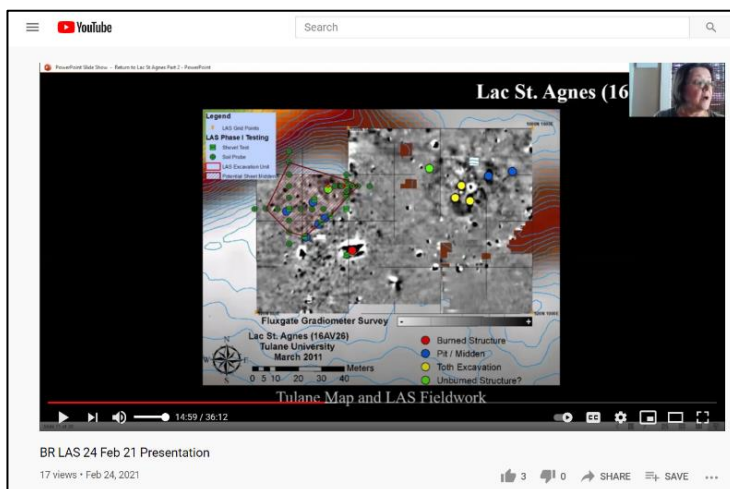 YouTube
Search
PowerPoint Slide Show - Return to Lac St Agnes Part 2 - PowerPoint
Lac St. Agnes (16
Legend
LAS Grid Points
LAS Phase I Testing
Shovel Test
Soil Probe
LAS Excavation Unit
Potential Sheet Midden
Fluxgate Gradiometer Survey
- +
Lac St. Agnes (16AV26)
Tulane University
March 2011
N
W E
S
Meters
0 5 10 20 30 40
Burned Structure
Pit / Midden
Toth Excavation
Unburned Structure?
Tulane Map and LAS Fieldwork
14:59 / 36:12
CC
BR LAS 24 Feb 21 Presentation
17 views • Feb 24, 2021
3 0 SHARE SAVE